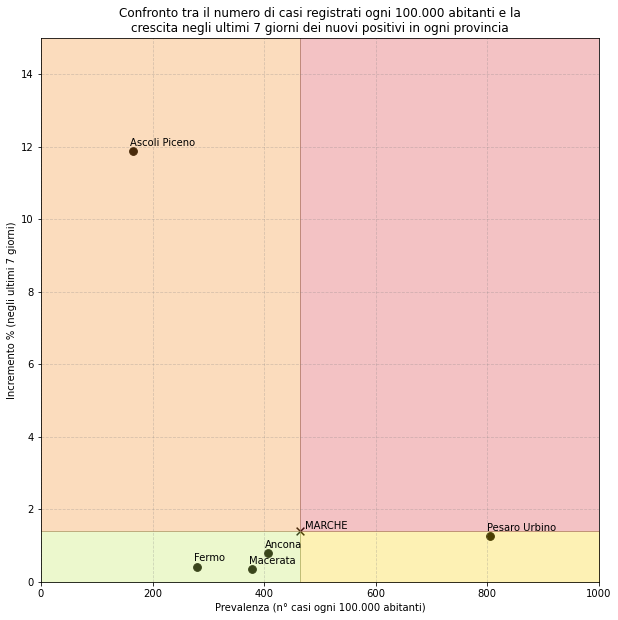 Confronto tra il numero di casi registrati ogni 100.000 abitanti e la
crescita negli ultimi 7 giorni dei nuovi positivi in ogni provincia
Incremento % (negli ultimi 7 giorni)
14
12
10
8
6
4
2
0
Ascoli Piceno
MARCHE
Pesaro Urbino
Ancona
Fermo
Macerata
0
200
400
600
800
1000
Prevalenza (n° casi ogni 100.000 abitanti)